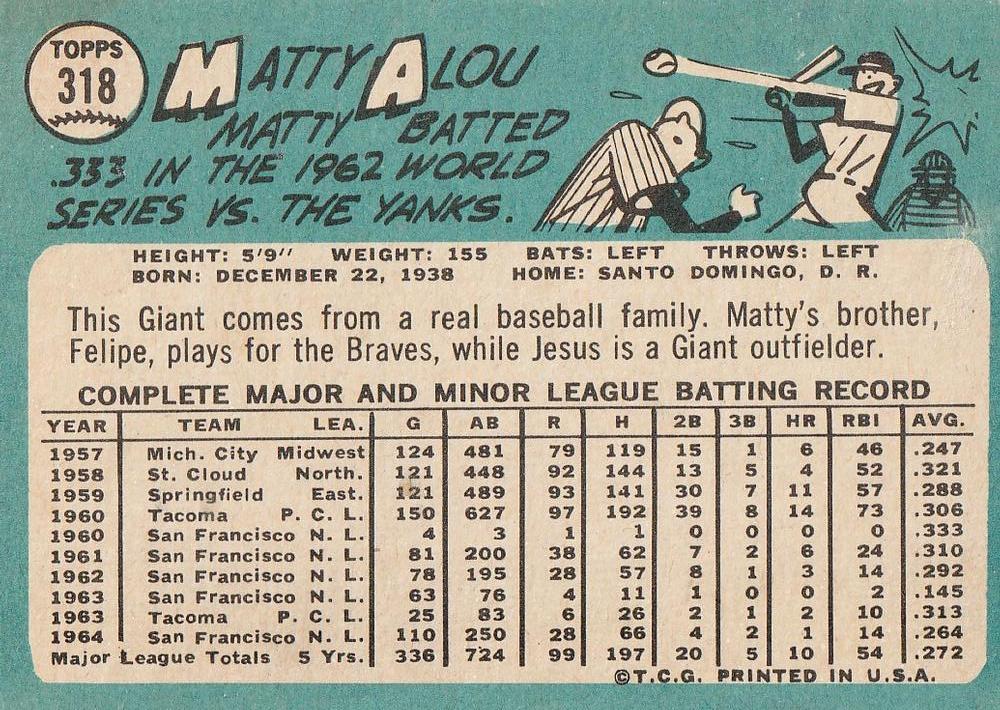 TOPPS
318
MATTY ALOU
MATTY BATTED
.333 IN THE 1962 WORLD
SERIES VS. THE YANKS.
HEIGHT: 5'9" WEIGHT: 155 BATS: LEFT THROWS: LEFT
BORN: DECEMBER 22, 1938 HOME: SANTO DOMINGO, D. R.
This Giant comes from a real baseball family. Matty's brother,
Felipe, plays for the Braves, while Jesus is a Giant outfielder.
COMPLETE MAJOR AND MINOR LEAGUE BATTING RECORD
YEAR TEAM LEA. G AB R H 2B 3B HR RBI AVG.
1957 Mich. City Midwest 124 481 79 119 15 1 6 46 .247
1958 St. Cloud North. 121 448 92 144 13 5 4 52 .321
1959 Springfield East. 121 489 93 141 30 7 11 57 .288
1960 Tacoma P. C. L. 150 627 97 192 39 8 14 73 .306
1960 San Francisco N. L. 4 3 1 1 0 0 0 0 .333
1961 San Francisco N. L. 81 200 38 62 7 2 6 24 .310
1962 San Francisco N. L. 78 195 28 57 8 1 3 14 .292
1963 San Francisco N. L. 63 76 4 11 1 0 0 2 .145
1963 Tacoma P. C. L. 25 83 6 26 2 1 2 10 .313
1964 San Francisco N. L. 110 250 28 66 4 2 1 14 .264
Major League Totals 5 Yrs. 336 724 99 197 20 5 10 54 .272
©T.C.G. PRINTED IN U.S.A.